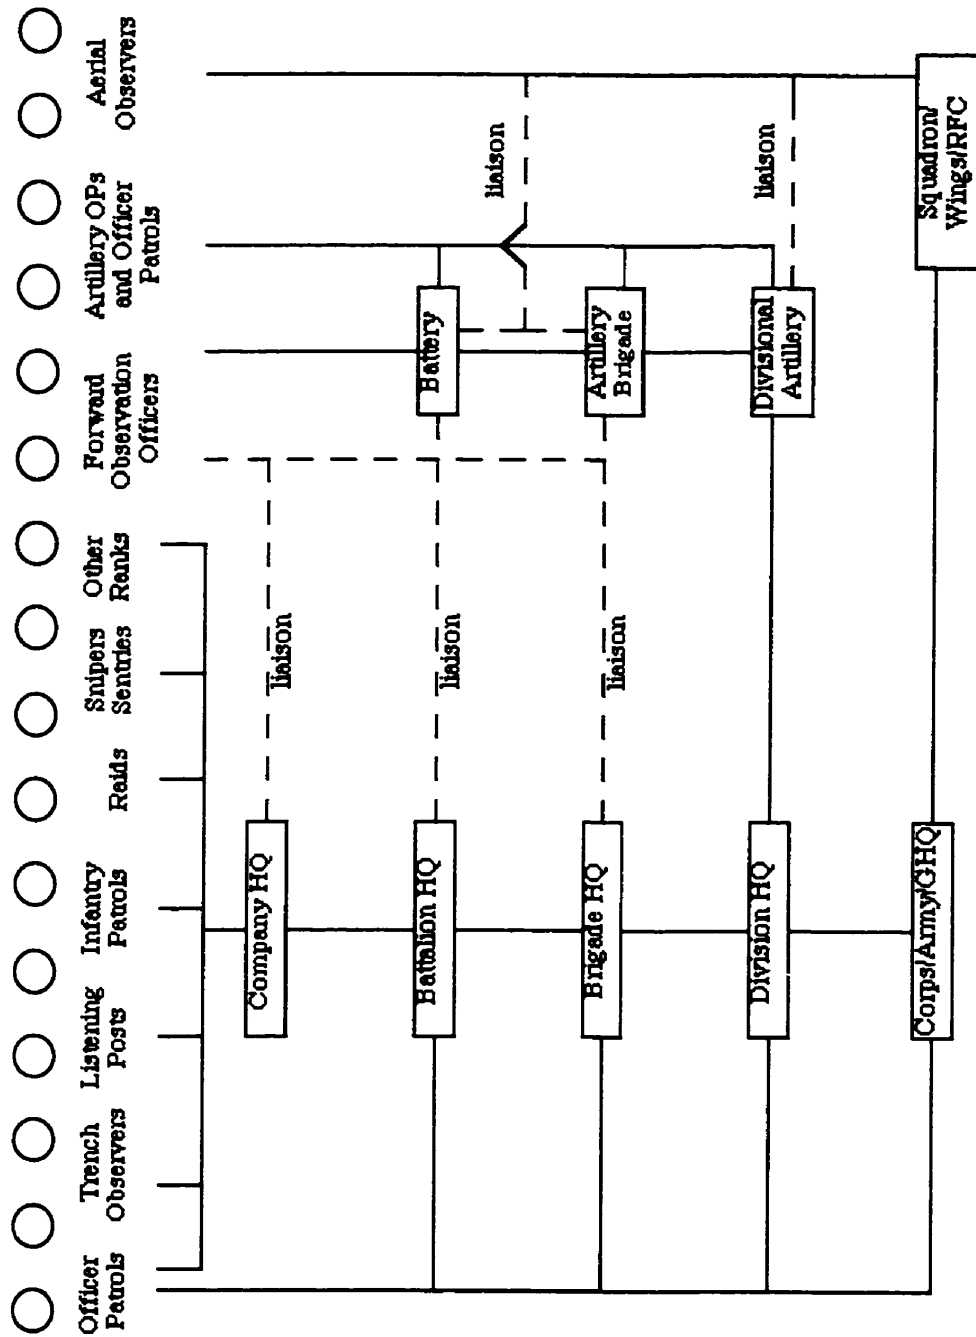 Officer
Patrols
Trench
Observers
Listening
Posts
Infantry
Patrols
Raids
Snipers
Sentries
Other
Ranks
Forward
Observation
Officers
Artillery OPs
and Officer
Patrols
Aerial
Observers
Company HQ
liaison
Battalion HQ
liaison
Battery
liaison
Brigade HQ
liaison
Artillery
Brigade
Division HQ
Divisional
Artillery
liaison
Corps/Army/GHQ
Squadron/
Wings/RFC